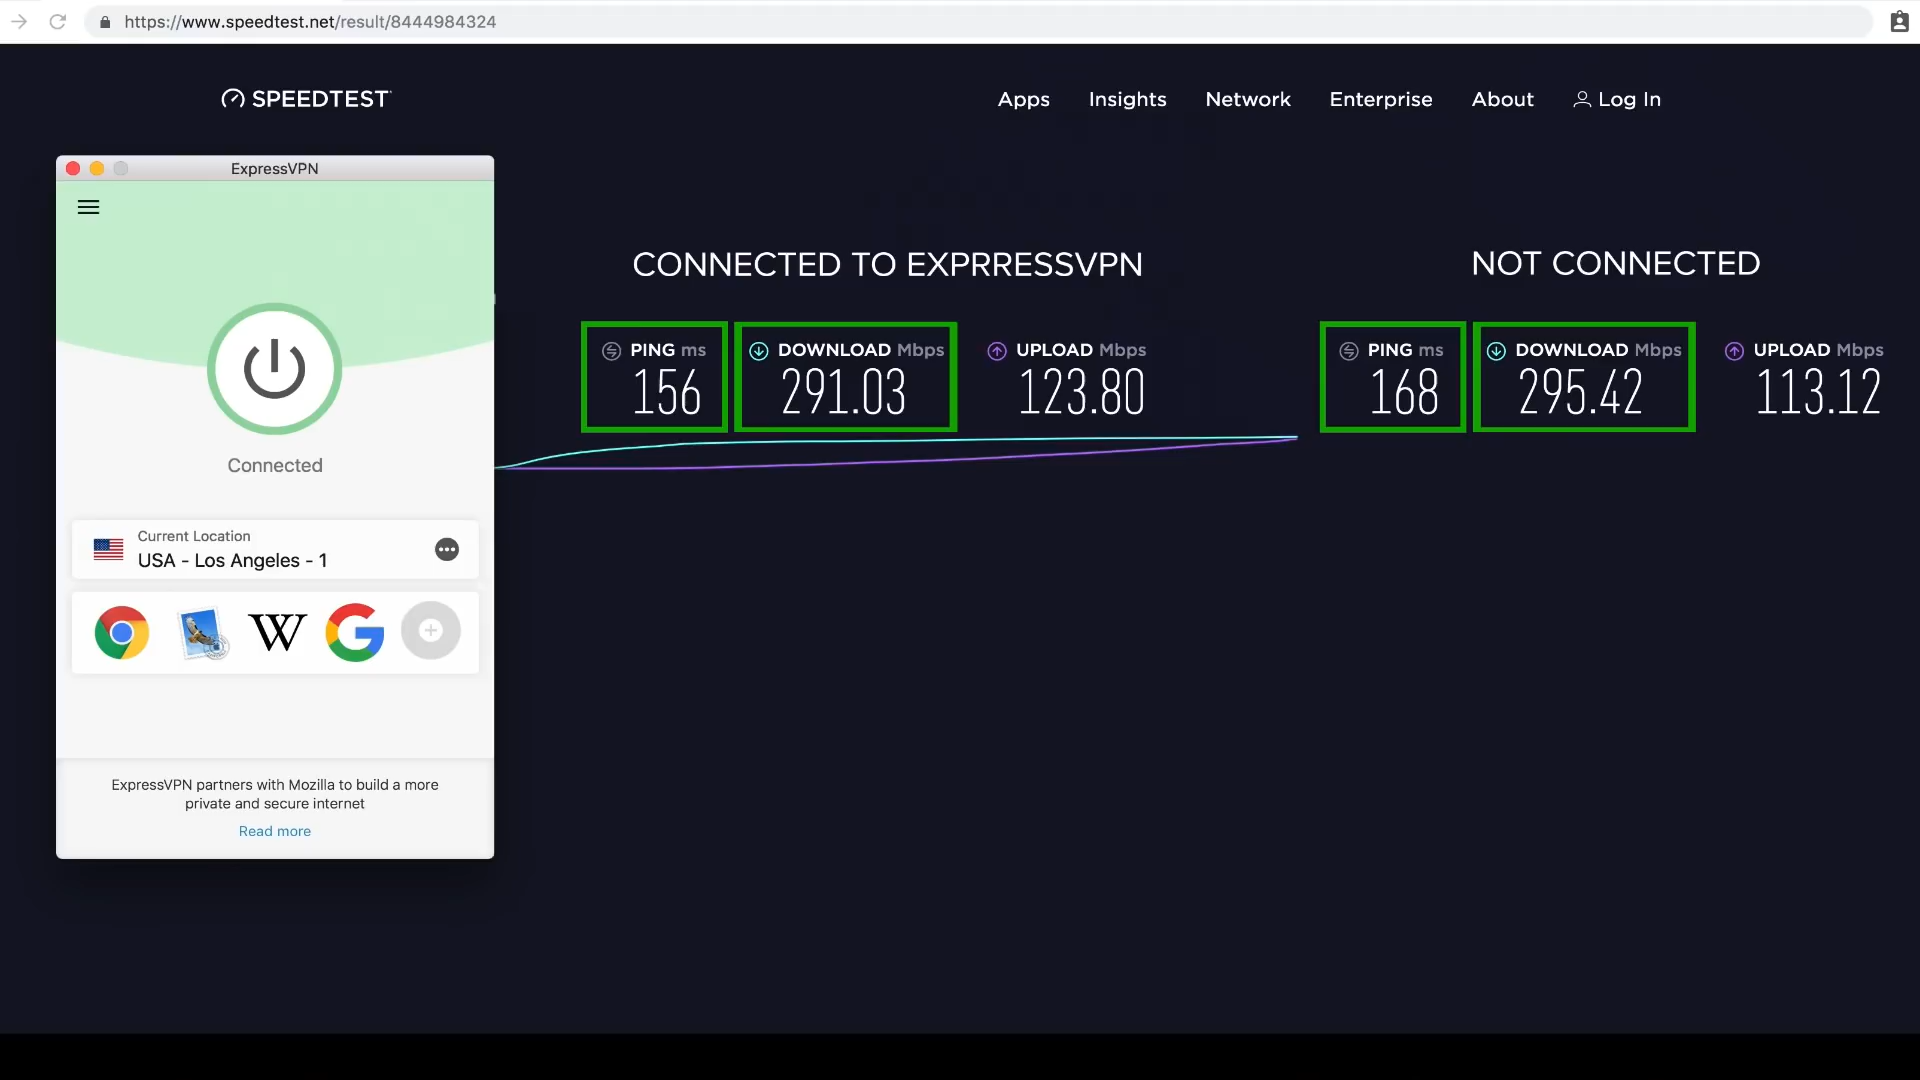 https://www.speedtest.net/result/8444984324
SPEEDTEST
Apps Insights Network Enterprise About Log In
ExpressVPN
CONNECTED TO EXPRRESSVPN
NOT CONNECTED
PING ms DOWNLOAD Mbps UPLOAD Mbps
156 291.03 123.80
PING ms DOWNLOAD Mbps UPLOAD Mbps
168 295.42 113.12
Connected
Current Location
USA - Los Angeles - 1
W
G
ExpressVPN partners with Mozilla to build a more
private and secure internet
Read more